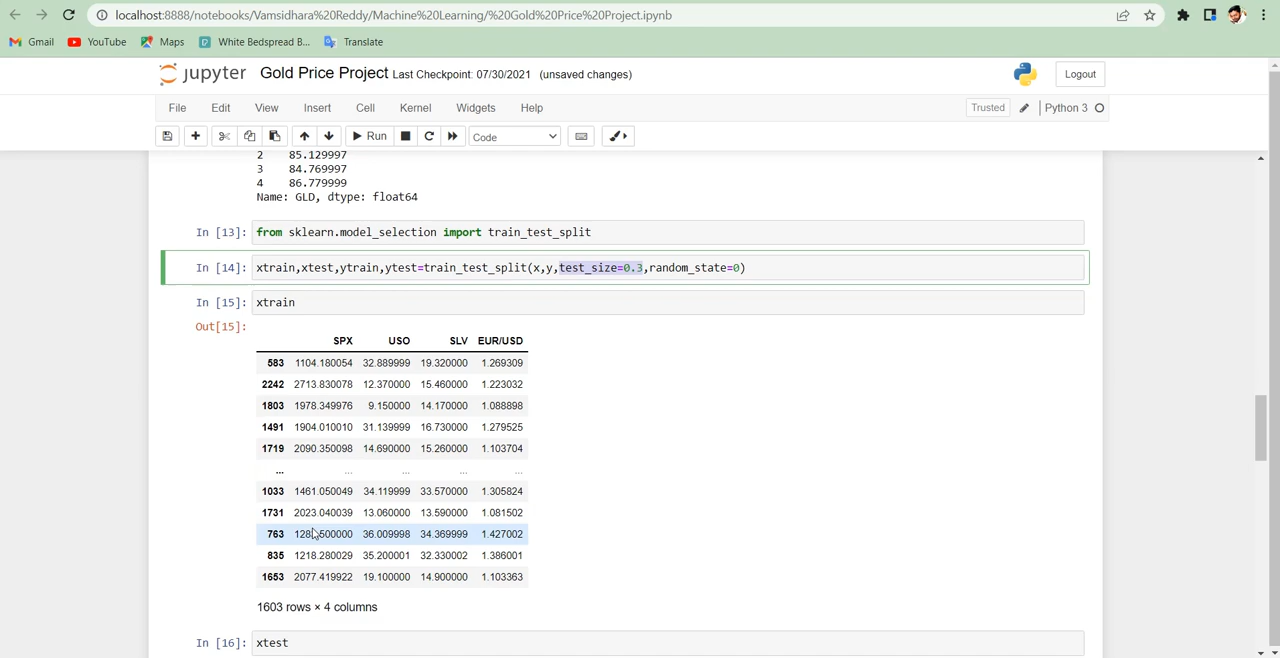 localhost:8888/notebooks/Vamsidhara%20Reddy/Machine%20Learning/%20Gold%20Price%20Project.ipynb
Gmail YouTube Maps White Bedspread B... Translate
jupyter Gold Price Project Last Checkpoint: 07/30/2021 (unsaved changes) Logout
File Edit View Insert Cell Kernel Widgets Help Trusted Python 3
Run Code
2 85.129997
3 84.769997
4 86.779999
Name: GLD, dtype: float64
In [13]: from sklearn.model_selection import train_test_split
In [14]: xtrain,xtest,ytrain,ytest=train_test_split(x,y,test_size=0.3,random_state=0)
In [15]: xtrain
Out[15]:
SPX USO SLV EUR/USD
583 1104.180054 32.889999 19.320000 1.269309
2242 2713.830078 12.370000 15.460000 1.223032
1803 1978.349976 9.150000 14.170000 1.088898
1491 1904.010010 31.139999 16.730000 1.279525
1719 2090.350098 14.690000 15.260000 1.103704
... ... ... ... ...
1033 1461.050049 34.119999 33.570000 1.305824
1731 2023.040039 13.060000 13.590000 1.081502
763 36.009998 34.369999 1.427002
835 1218.280029 35.200001 32.330002 1.386001
1653 2077.419922 19.100000 14.900000 1.103363
1603 rows × 4 columns
In [16]: xtest